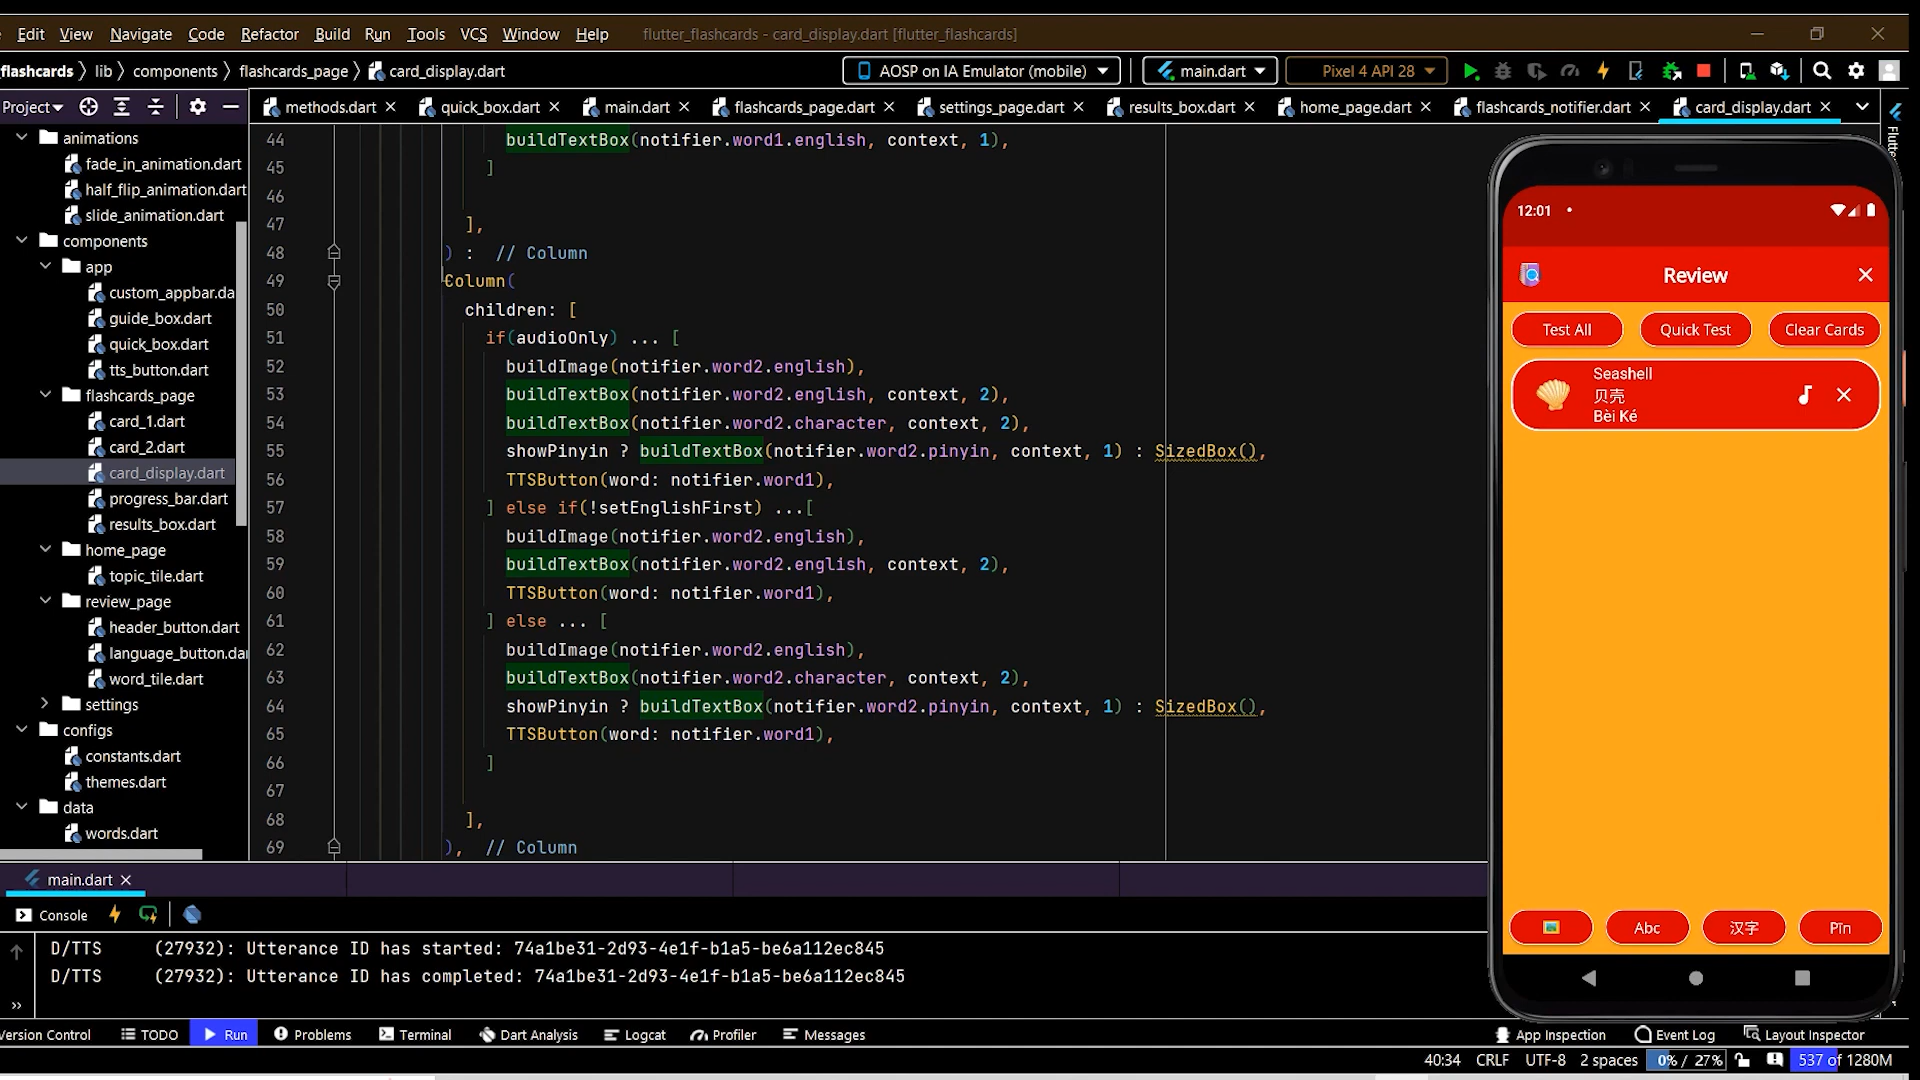 Edit View Navigate Code Refactor Build Run Tools VCS Window Help flutter_flashcards - card_display.dart [flutter_flashcards]
flashcards lib components flashcards_page card_display.dart AOSP on IA Emulator (mobile) main.dart Pixel 4 API 28
Project methods.dart quick_box.dart main.dart flashcards_page.dart settings_page.dart results_box.dart home_page.dart flashcards_notifier.dart card_display.dart
animations
fade_in_animation.dart
half_flip_animation.dart
slide_animation.dart
components
app
custom_appbar.da
guide_box.dart
quick_box.dart
tts_button.dart
flashcards_page
card_1.dart
card_2.dart
card_display.dart
progress_bar.dart
results_box.dart
home_page
topic_tile.dart
review_page
header_button.dart
language_button.dar
word_tile.dart
settings
configs
constants.dart
themes.dart
data
words.dart
44 buildTextBox(notifier.word1.english, context, 1),
45 ]
46
47 ],
48 ) : // Column
49 Column(
50 children: [
51 if(audioOnly) ... [
52 buildImage(notifier.word2.english),
53 buildTextBox(notifier.word2.english, context, 2),
54 buildTextBox(notifier.word2.character, context, 2),
55 showPinyin ? buildTextBox(notifier.word2.pinyin, context, 1) : SizedBox(),
56 TTSButton(word: notifier.word1),
57 ] else if(!setEnglishFirst) ...[
58 buildImage(notifier.word2.english),
59 buildTextBox(notifier.word2.english, context, 2),
60 TTSButton(word: notifier.word1),
61 ] else ... [
62 buildImage(notifier.word2.english),
63 buildTextBox(notifier.word2.character, context, 2),
64 showPinyin ? buildTextBox(notifier.word2.pinyin, context, 1) : SizedBox(),
65 TTSButton(word: notifier.word1),
66 ]
67
68 ],
69 ), // Column
Flutter
12:01
Review
Test All Quick Test Clear Cards
Seashell
贝壳
Bèi Ké
Abc 汉字 Pīn
main.dart
Console
D/TTS (27932): Utterance ID has started: 74a1be31-2d93-4e1f-b1a5-be6a112ec845
D/TTS (27932): Utterance ID has completed: 74a1be31-2d93-4e1f-b1a5-be6a112ec845
ersion Control TODO Run Problems Terminal Dart Analysis Logcat Profiler Messages App Inspection Event Log Layout Inspector
40:34 CRLF UTF-8 2 spaces 0% / 27% 537 of 1280M